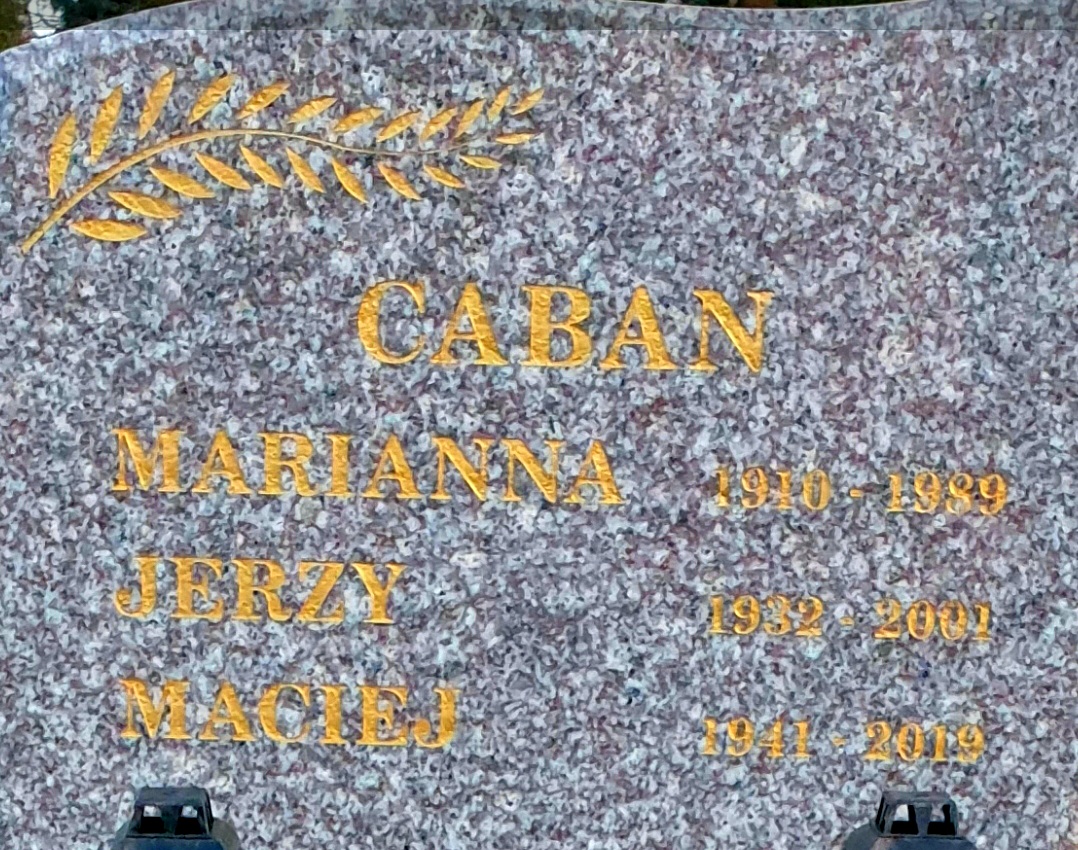 CABAN
MARIANNA 1910 - 1989
JERZY 1932 - 2001
MACIEJ 1941 - 2019